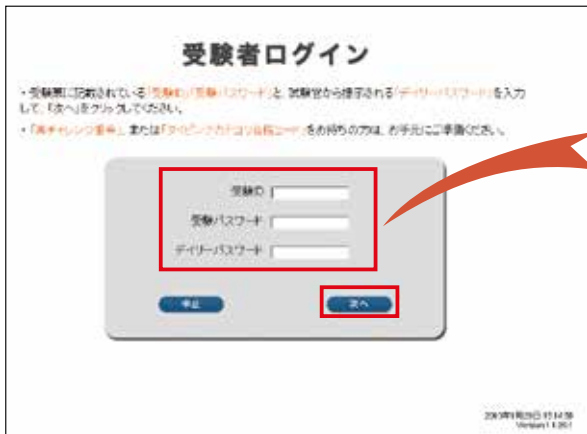 受験者ログイン
・受験票に記載されている「受験ID」「受験パスワード」と、試験官から提示される「デイリーパスワード」を入力
して、「次へ」をクリックしてください。
・「再チャレンジ番号」、または「タイピングカテゴリ合格コード」をお持ちの方は、お手元にご準備ください。
受験ID
受験パスワード
デイリーパスワード
中止
次へ